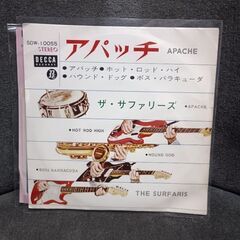 SDW-10055
STEREO
DECCA
アパッチ APACHE
●アパッチ●ホット・ロッド・ハイ
●ハウンド・ドッグ●ボス・バラキューダ
ザ・サファリーズ
●APACHE
●HOT ROD HIGH
●HOUND DOG
●BOSS BARRACUDA
THE SURFARIS